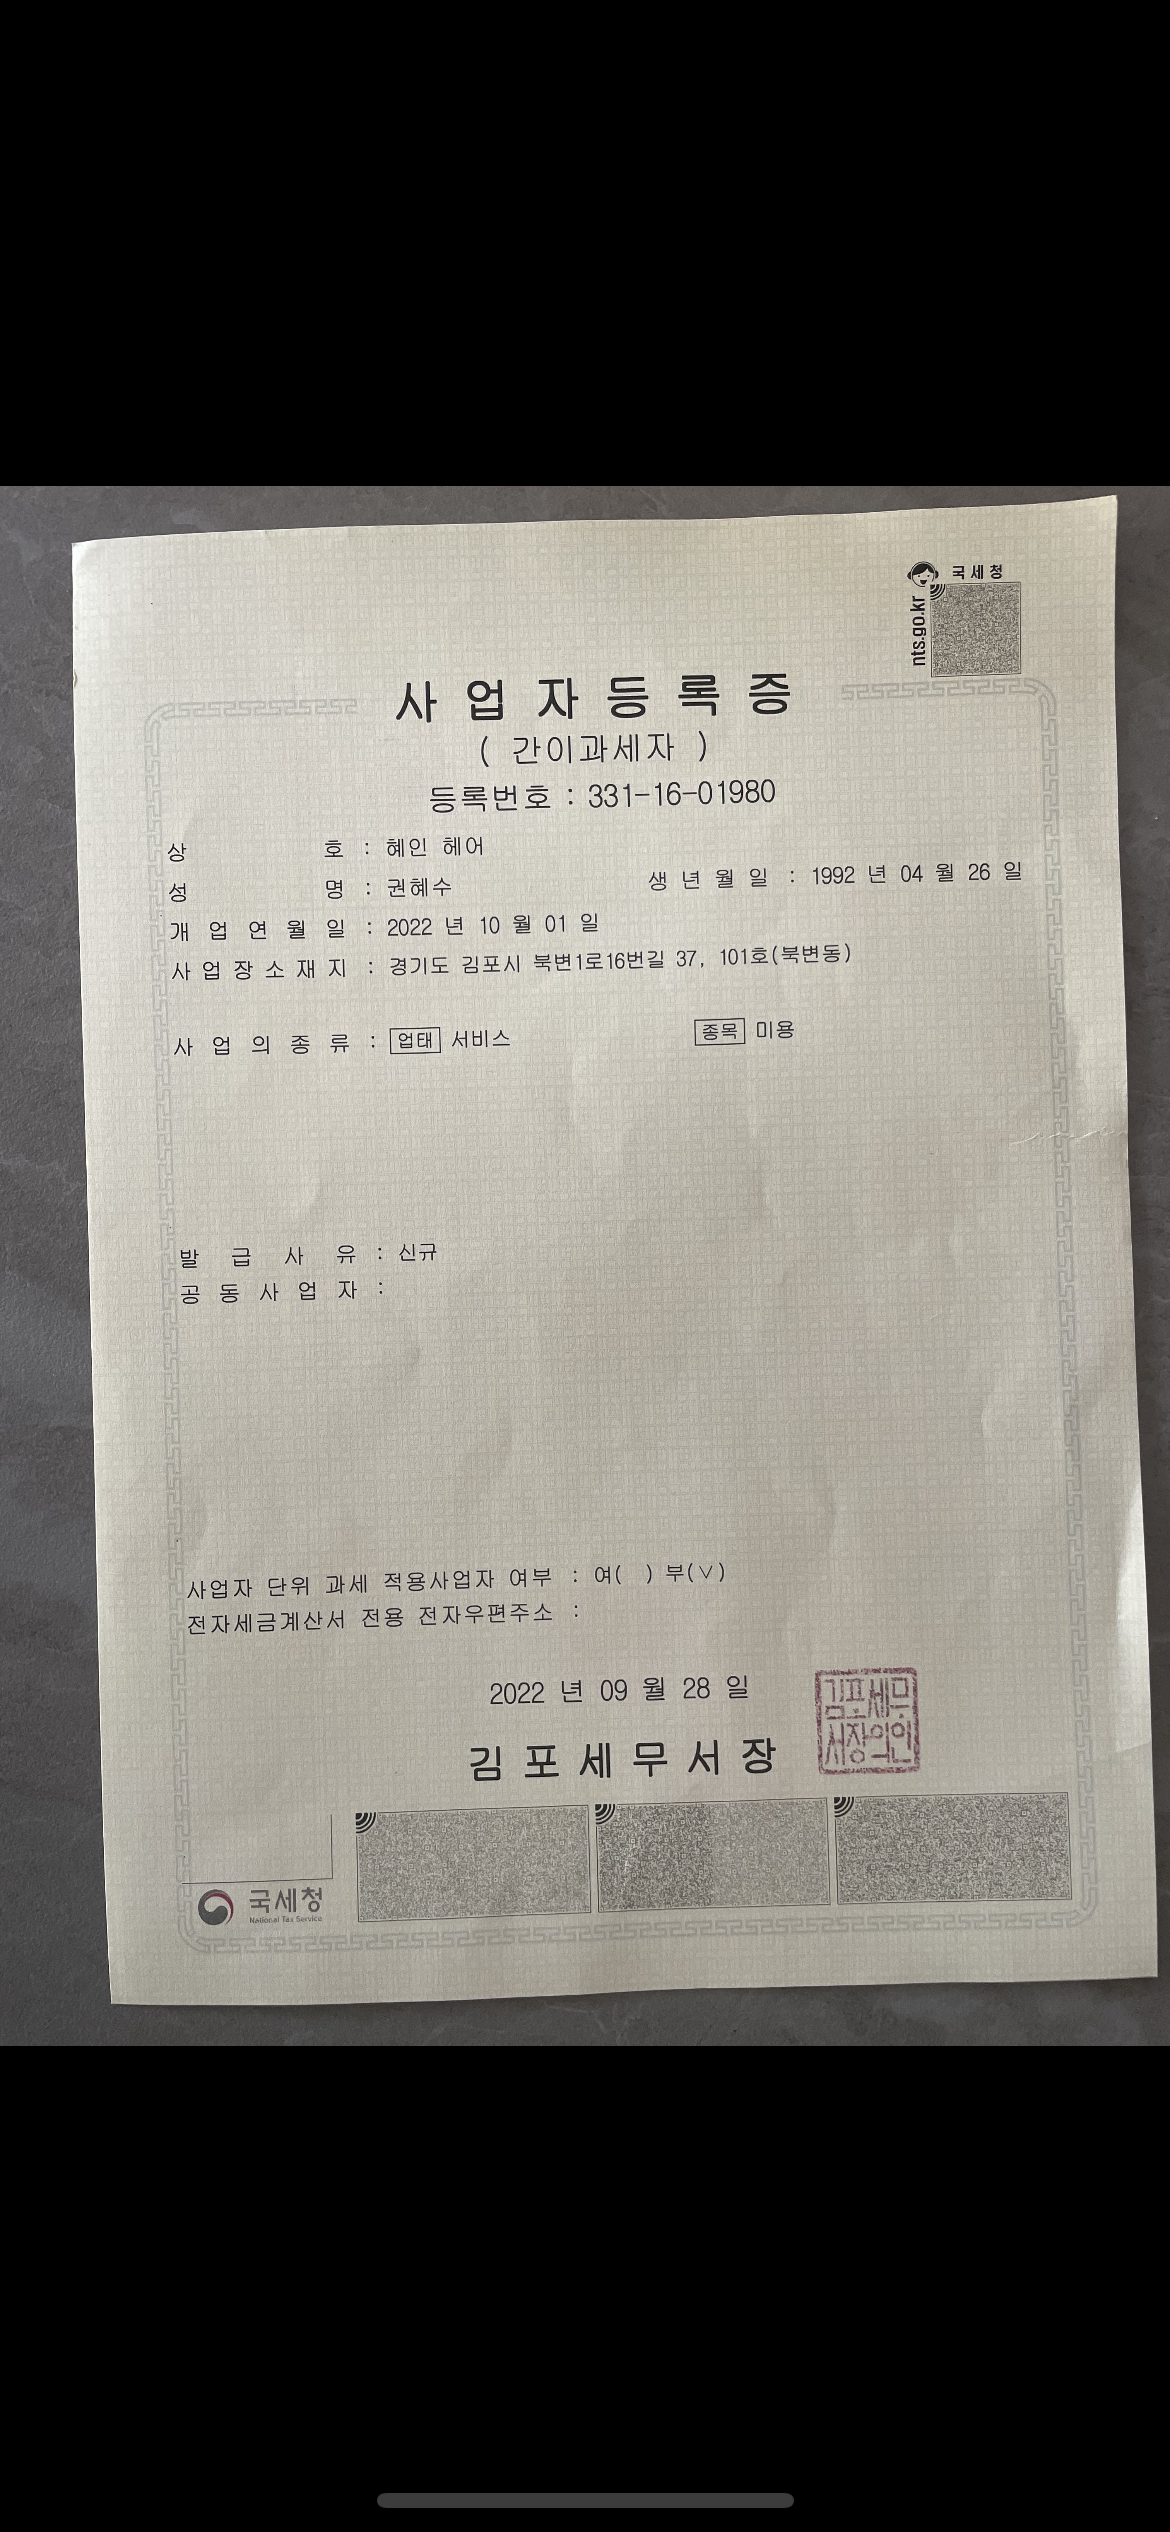 국세청
nts.go.kr
사업자등록증
( 간이과세자 )
등록번호 : 331-16-01980
상 호 : 혜인 헤어
성 명 : 권혜수 생 년 월 일 : 1992 년 04 월 26 일
개 업 연 월 일 : 2022 년 10 월 01 일
사 업 장 소 재 지 : 경기도 김포시 북변1로16번길 37, 101호(북변동)
사 업 의 종 류 : 업태 서비스 종목 미용
발 급 사 유 : 신규
공 동 사 업 자 :
사업자 단위 과세 적용사업자 여부 : 여( ) 부(∨)
전자세금계산서 전용 전자우편주소 :
2022 년 09 월 28 일
김 포 세 무 서 장
김포세무
서장의인
국세청
National Tax Service